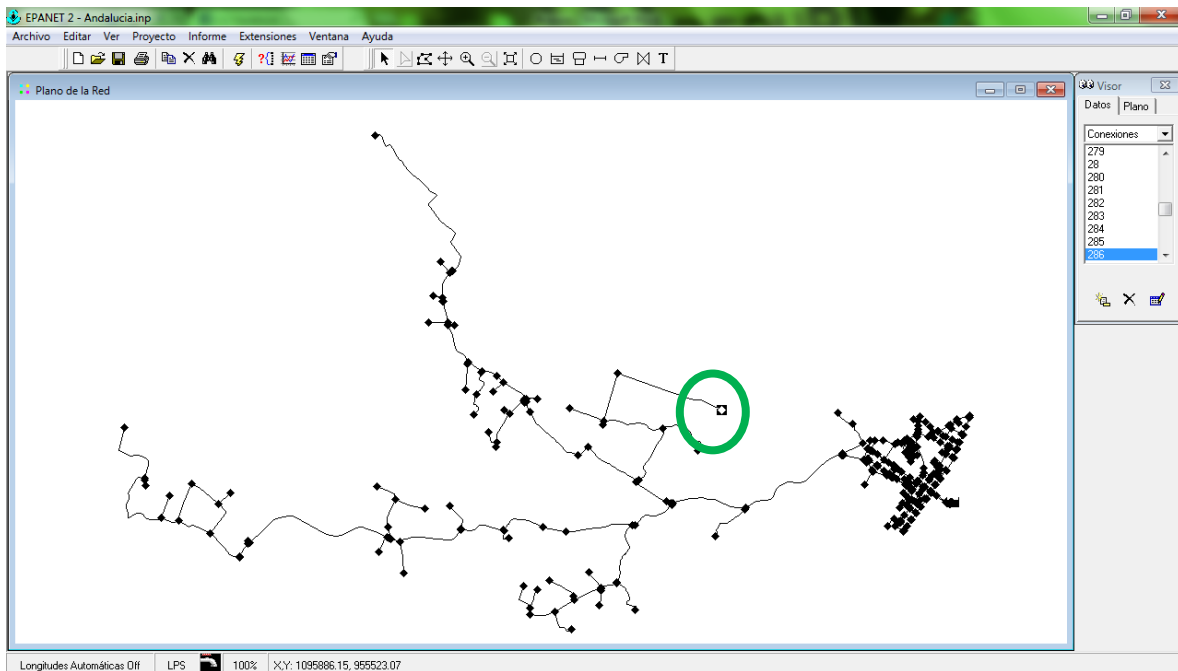 EPANET 2 - Andalucia.inp
Archivo Editar Ver Proyecto Informe Extensiones Ventana Ayuda
T
Plano de la Red
Visor
Datos Plano
Conexiones
279
28
280
281
282
283
284
285
286
Longitudes Automáticas Off LPS 100% X,Y: 1095886.15, 955523.07